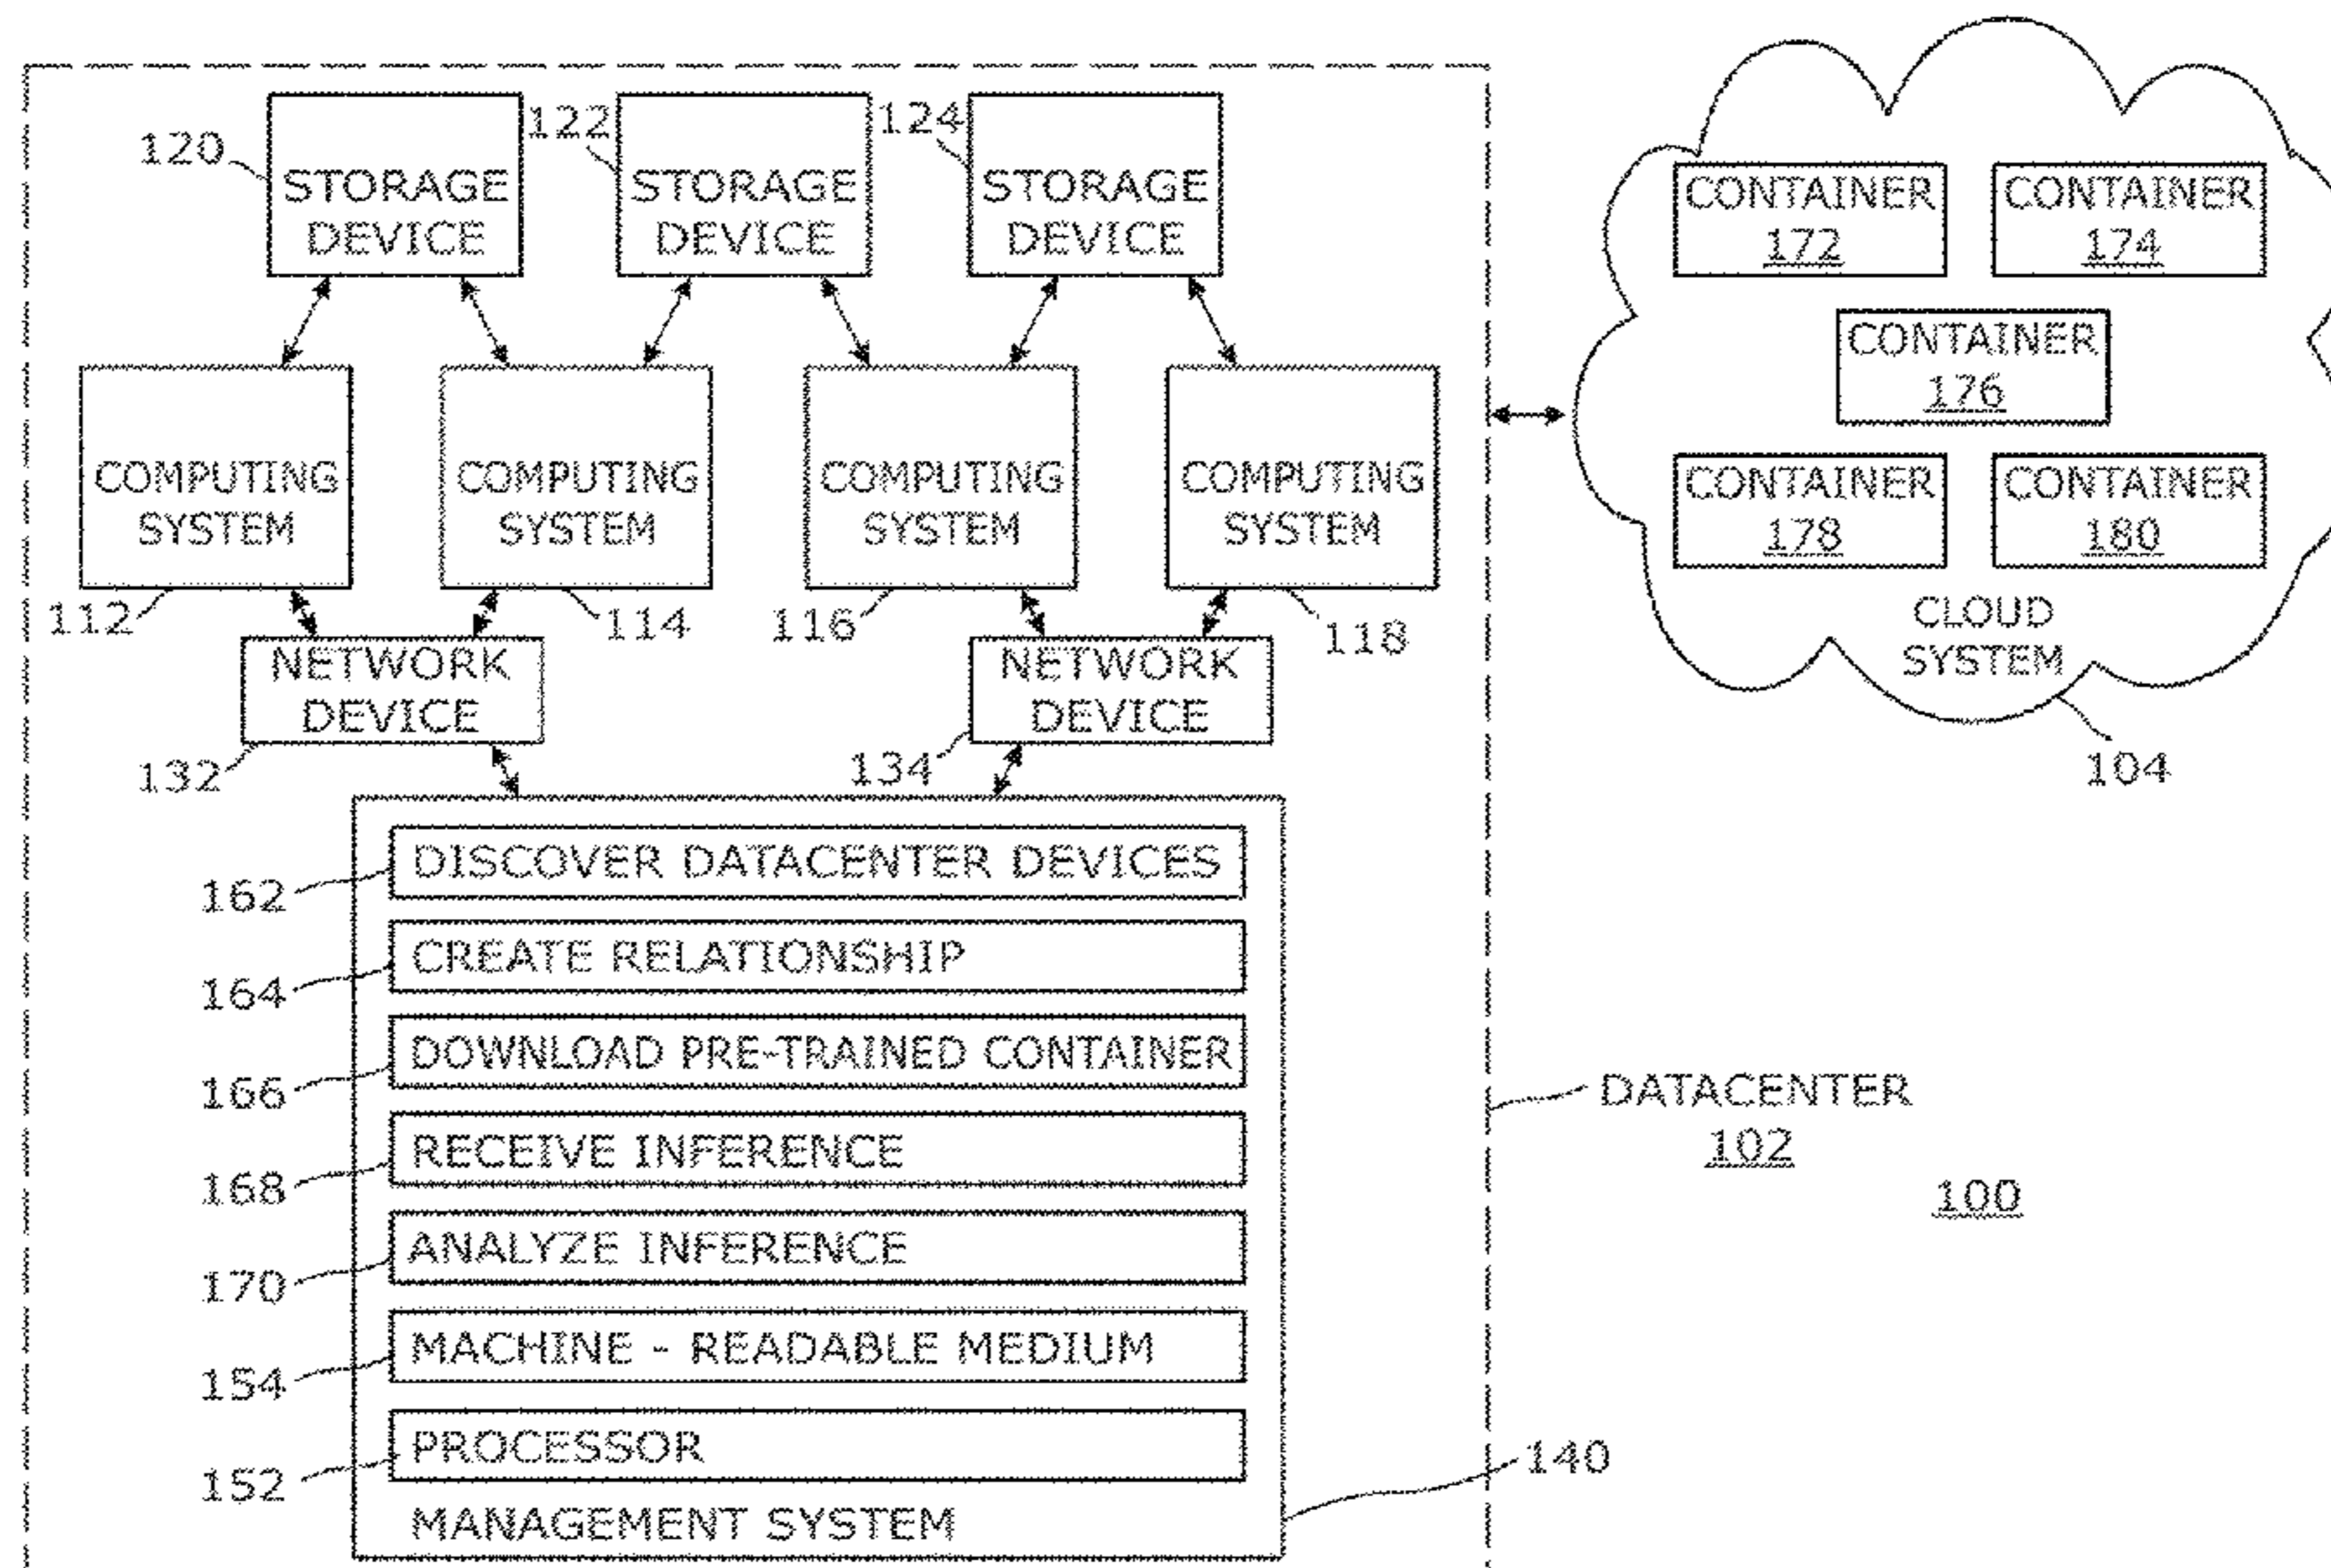 120
122
124
STORAGE
DEVICE
STORAGE
DEVICE
STORAGE
DEVICE
COMPUTING
SYSTEM
COMPUTING
SYSTEM
COMPUTING
SYSTEM
COMPUTING
SYSTEM
112
114
116
118
NETWORK
DEVICE
NETWORK
DEVICE
132
134
DISCOVER DATACENTER DEVICES
162
CREATE RELATIONSHIP
164
DOWNLOAD PRE-TRAINED CONTAINER
166
RECEIVE INFERENCE
168
ANALYZE INFERENCE
170
MACHINE - READABLE MEDIUM
154
PROCESSOR
152
MANAGEMENT SYSTEM
140
CONTAINER
172
CONTAINER
174
CONTAINER
176
CONTAINER
178
CONTAINER
180
CLOUD
SYSTEM
104
DATACENTER
102
100